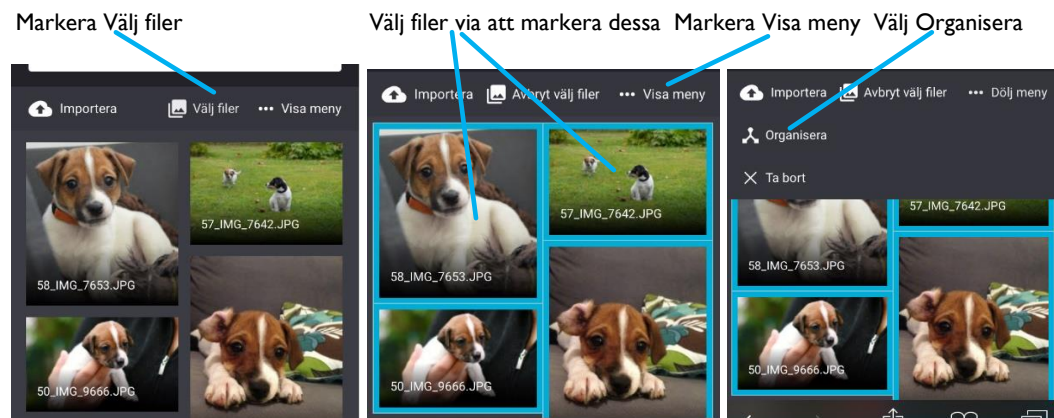 Markera Välj filer
Välj filer via att markera dessa
Markera Visa meny
Välj Organisera
Importera
Välj filer
••• Visa meny
57_IMG_7642.JPG
58_IMG_7653.JPG
50_IMG_9666.JPG
Importera
Avbryt välj filer
••• Visa meny
57_IMG_7642.JPG
58_IMG_7653.JPG
50_IMG_9666.JPG
Importera
Avbryt välj filer
••• Dölj meny
Organisera
Ta bort
57_IMG_7642.JPG
58_IMG_7653.JPG
50_IMG_9666.JPG